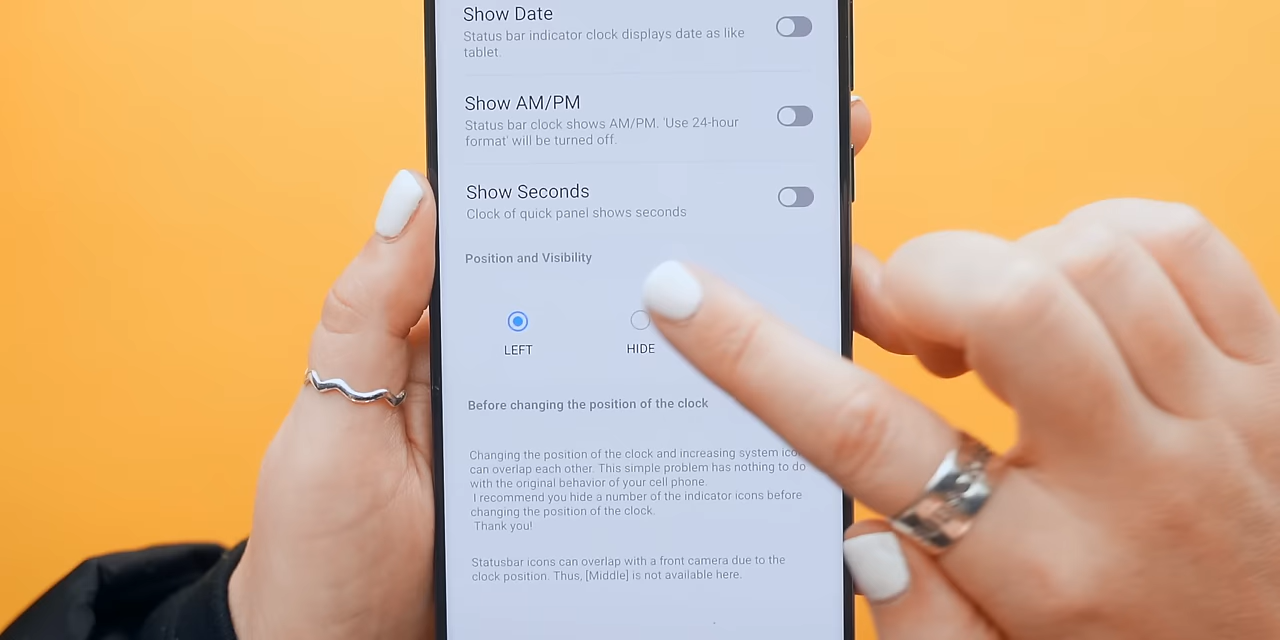 Show Date
Status bar indicator clock displays date as like
tablet.
Show AM/PM
Status bar clock shows AM/PM. 'Use 24-hour
format' will be turned off.
Show Seconds
Clock of quick panel shows seconds
Position and Visibility
LEFT
HIDE
Before changing the position of the clock
Changing the position of the clock and increasing system
can overlap each other. This simple problem has nothing to do
with the original behavior of your cell phone.
I recommend you hide a number of the indicator icons before
changing the position of the clock.
Thank you!
Statusbar icons can overlap with a front camera due to the
clock position. Thus, [Middle] is not available here.